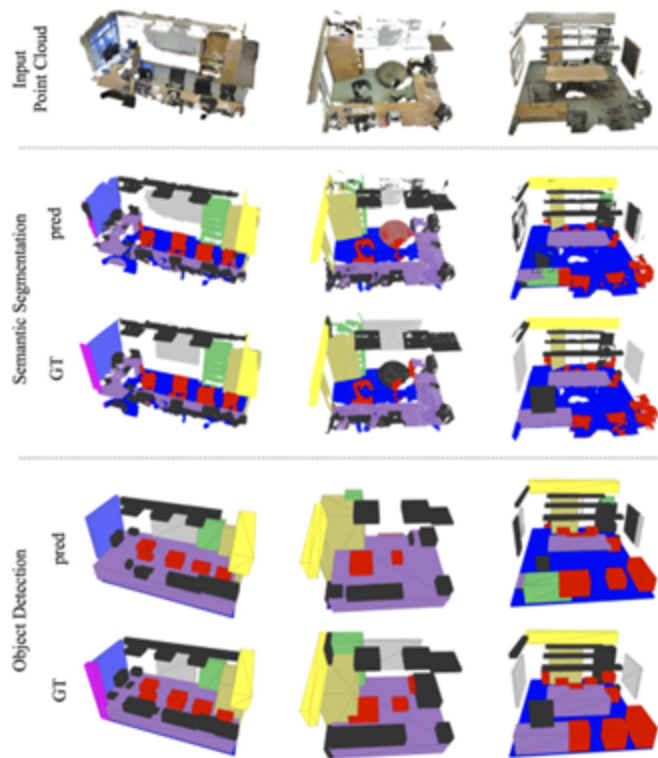 Input
Point Cloud
Semantic Segmentation
pred
GT
Object Detection
pred
GT